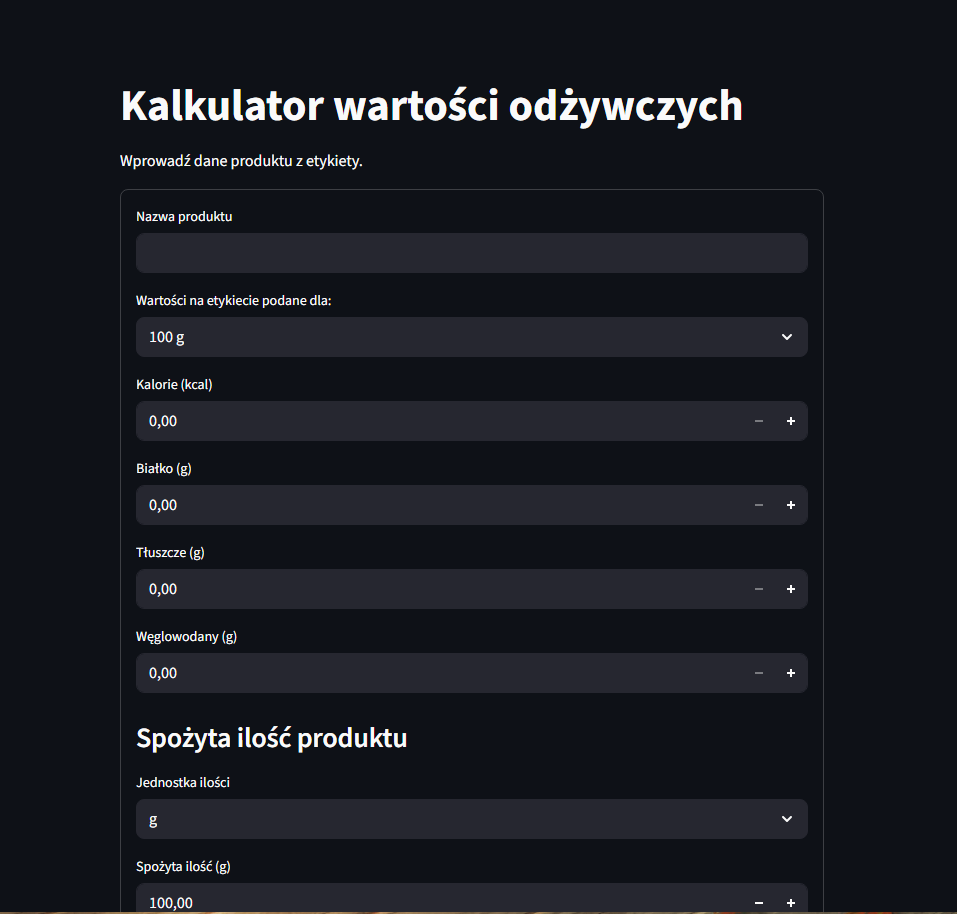 Kalkulator wartości odżywczych
Wprowadź dane produktu z etykiety.
Nazwa produktu
Wartości na etykiecie podane dla:
100 g
Kalorie (kcal)
0,00
Białko (g)
0,00
Tłuszcze (g)
0,00
Węglowodany (g)
0,00
Spożyta ilość produktu
Jednostka ilości
g
Spożyta ilość (g)
100,00